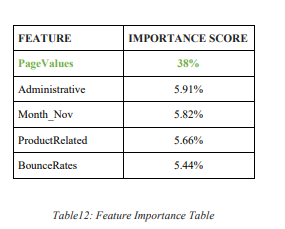 FEATURE IMPORTANCE SCORE
PageValues 38%
Administrative 5.91%
Month_Nov 5.82%
ProductRelated 5.66%
BounceRates 5.44%
Table12: Feature Importance Table